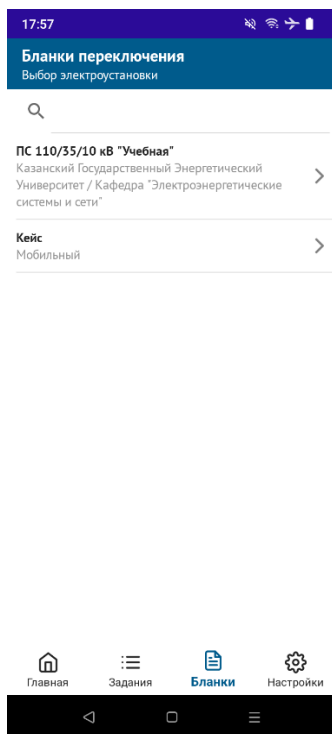 17:57
Бланки переключения
Выбор электроустановки
ПС 110/35/10 кВ "Учебная"
Казанский Государственный Энергетический
Университет / Кафедра "Электроэнергетические
системы и сети"
Кейс
Мобильный
Главная Задания Бланки Настройки